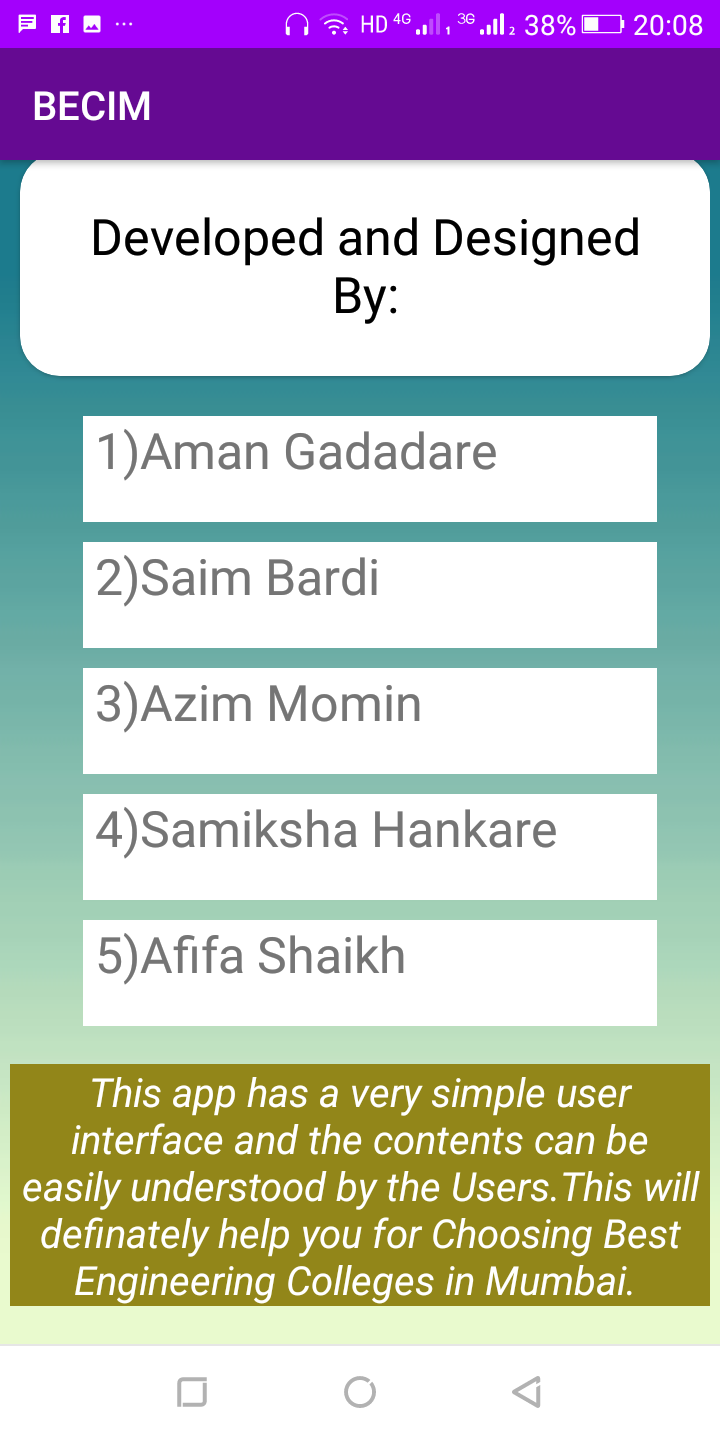 HD 4G 1 3G 2 38% 20:08
BECIM
Developed and Designed
By:
1)Aman Gadadare
2)Saim Bardi
3)Azim Momin
4)Samiksha Hankare
5)Afifa Shaikh
This app has a very simple user
interface and the contents can be
easily understood by the Users.This will
definately help you for Choosing Best
Engineering Colleges in Mumbai.